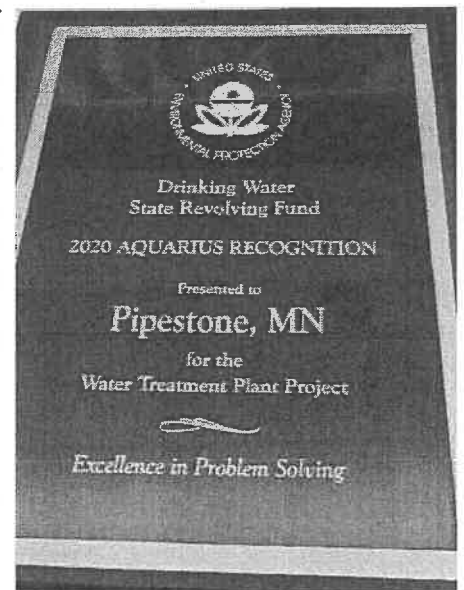 UNITED STATES
ENVIRONMENTAL PROTECTION AGENCY
Drinking Water
State Revolving Fund
2020 AQUARIUS RECOGNITION
Presented to
Pipestone, MN
for the
Water Treatment Plant Project
Excellence in Problem Solving